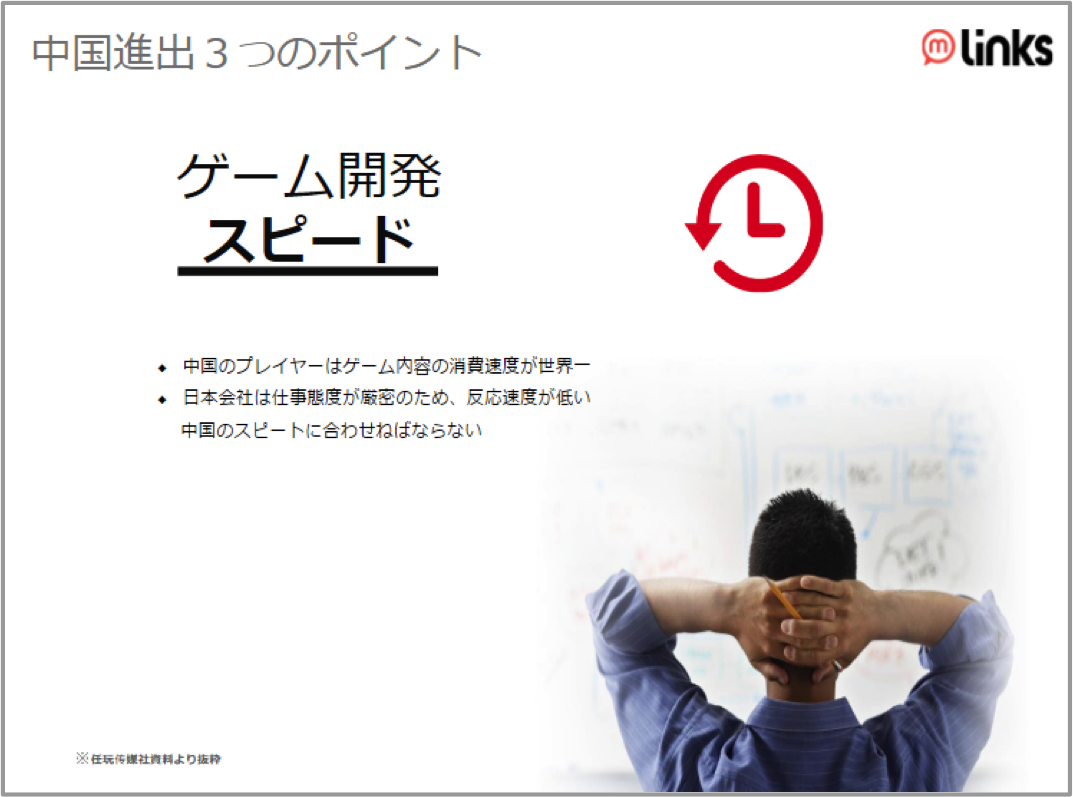 中国進出３つのポイント
m links
ゲーム開発
スピード
◆ 中国のプレイヤーはゲーム内容の消費速度が世界一
◆ 日本会社は仕事態度が厳密のため、反応速度が低い
中国のスピートに合わせねばならない
※任玩传媒社資料より抜粋